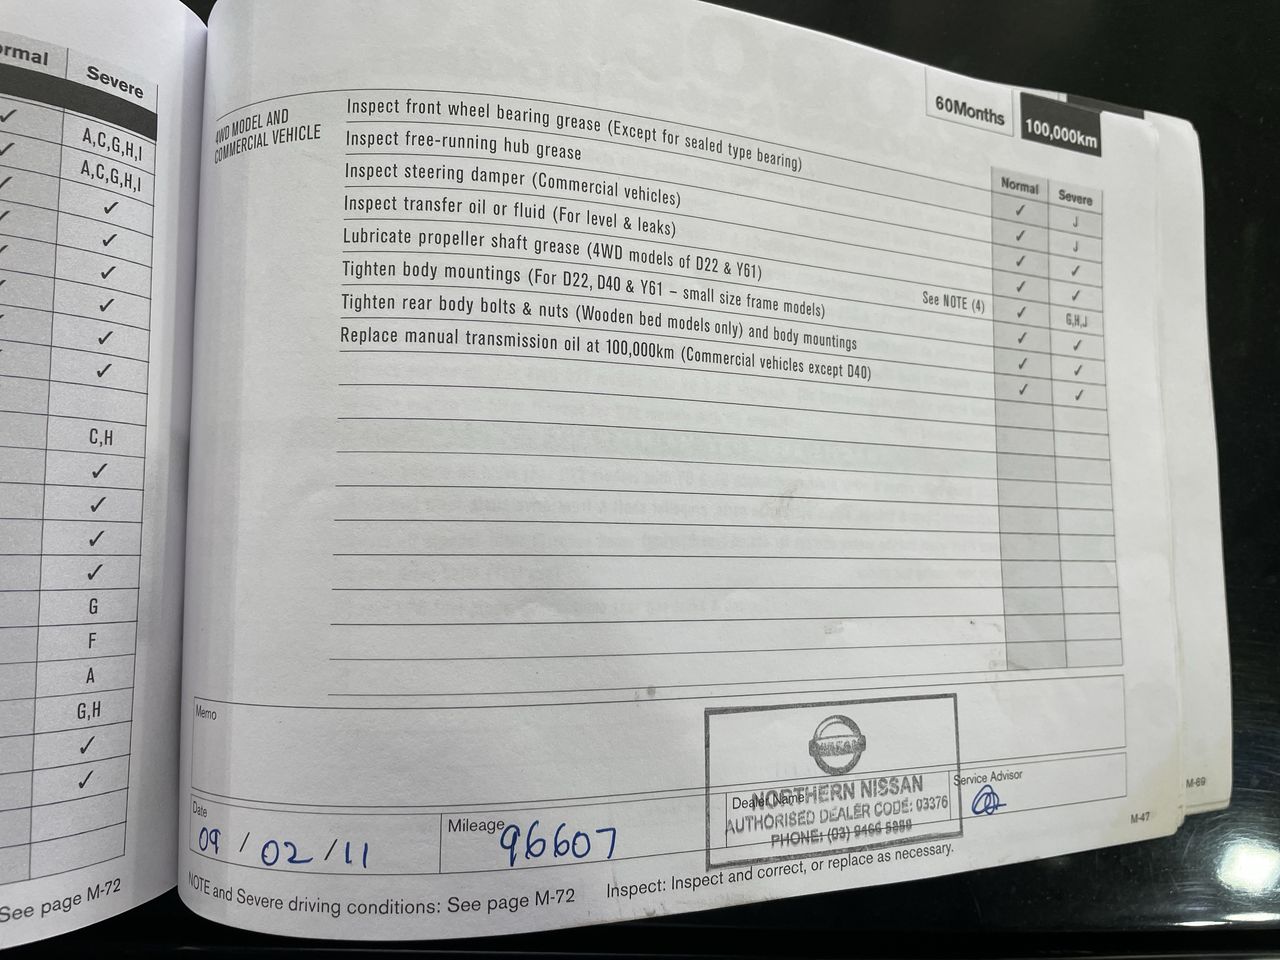 ormal Severe
✓ A,C,G,H,I
✓ A,C,G,H,I
✓ ✓
✓ ✓
✓ ✓
✓ ✓
✓ ✓
✓ ✓
C,H
✓
✓
✓
✓
G
F
A
G,H
✓
✓
See page M-72
60Months 100,000km
Normal Severe
4WD MODEL AND
COMMERCIAL VEHICLE
Inspect front wheel bearing grease (Except for sealed type bearing) ✓ J
Inspect free-running hub grease ✓ J
Inspect steering damper (Commercial vehicles) ✓ ✓
Inspect transfer oil or fluid (For level & leaks) ✓ ✓
Lubricate propeller shaft grease (4WD models of D22 & Y61) See NOTE (4) ✓ G,H,J
Tighten body mountings (For D22, D40 & Y61 – small size frame models) ✓ ✓
Tighten rear body bolts & nuts (Wooden bed models only) and body mountings ✓ ✓
Replace manual transmission oil at 100,000km (Commercial vehicles except D40) ✓ ✓
Memo
NISSAN
Date
09 / 02 / 11
Mileage
96607
Dealer Name
NORTHERN NISSAN
AUTHORISED DEALER CODE: 03376
PHONE: (03) 9466
Service Advisor
M-47
M-69
NOTE and Severe driving conditions: See page M-72 Inspect: Inspect and correct, or replace as necessary.